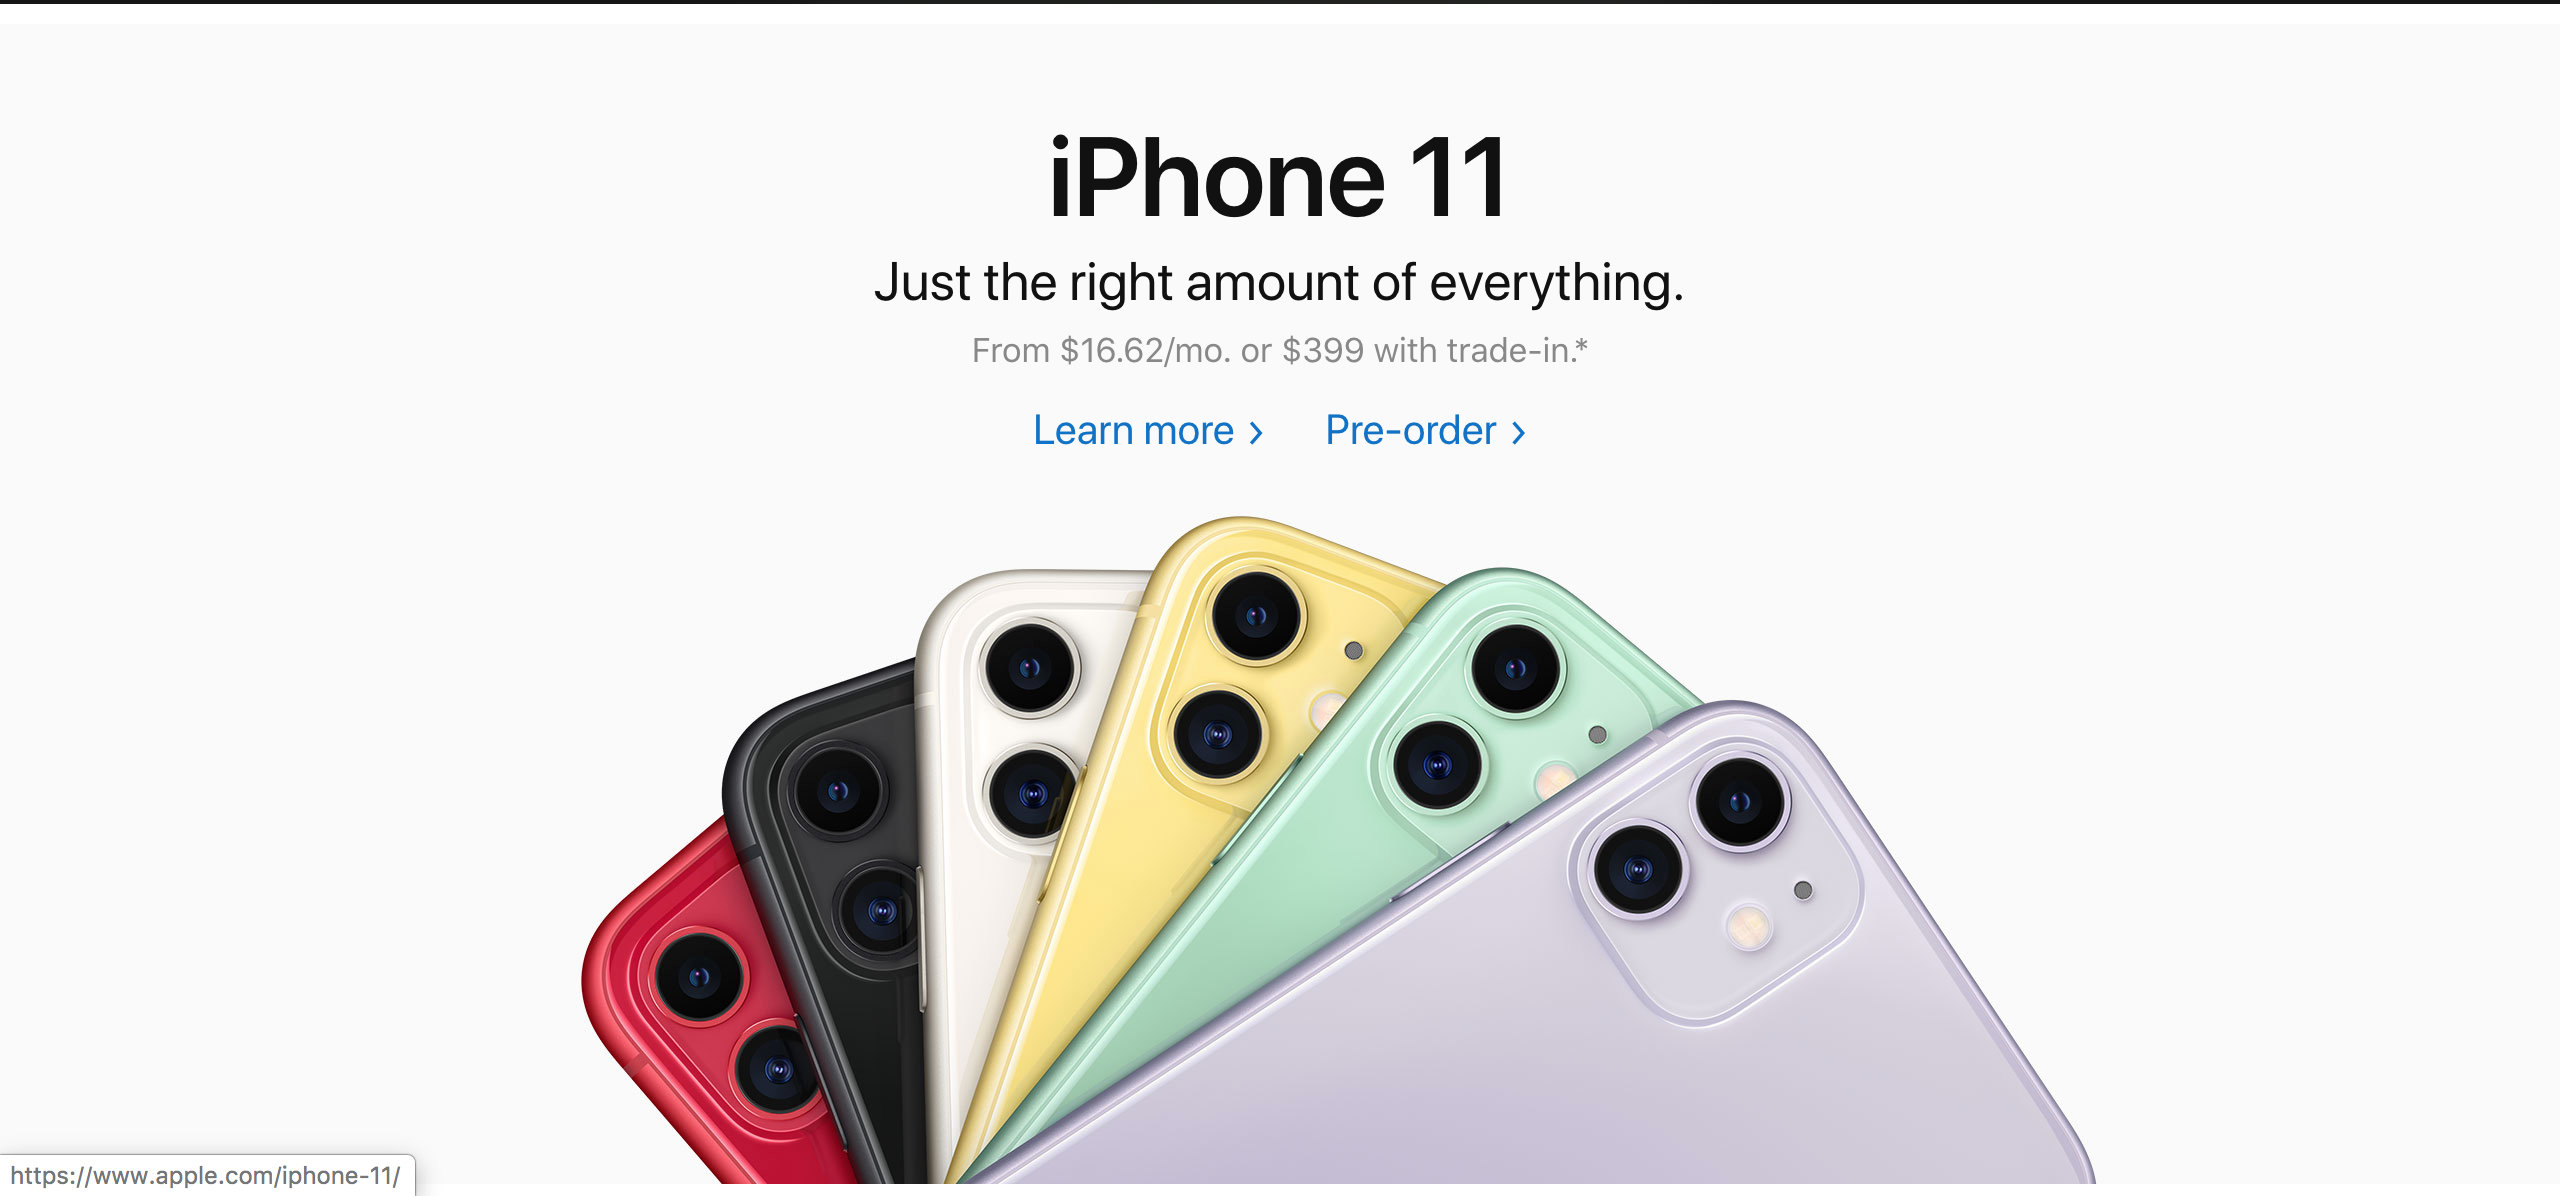 iPhone 11
Just the right amount of everything.
From $16.62/mo. or $399 with trade-in.*
Learn more > Pre-order >
https://www.apple.com/iphone-11/